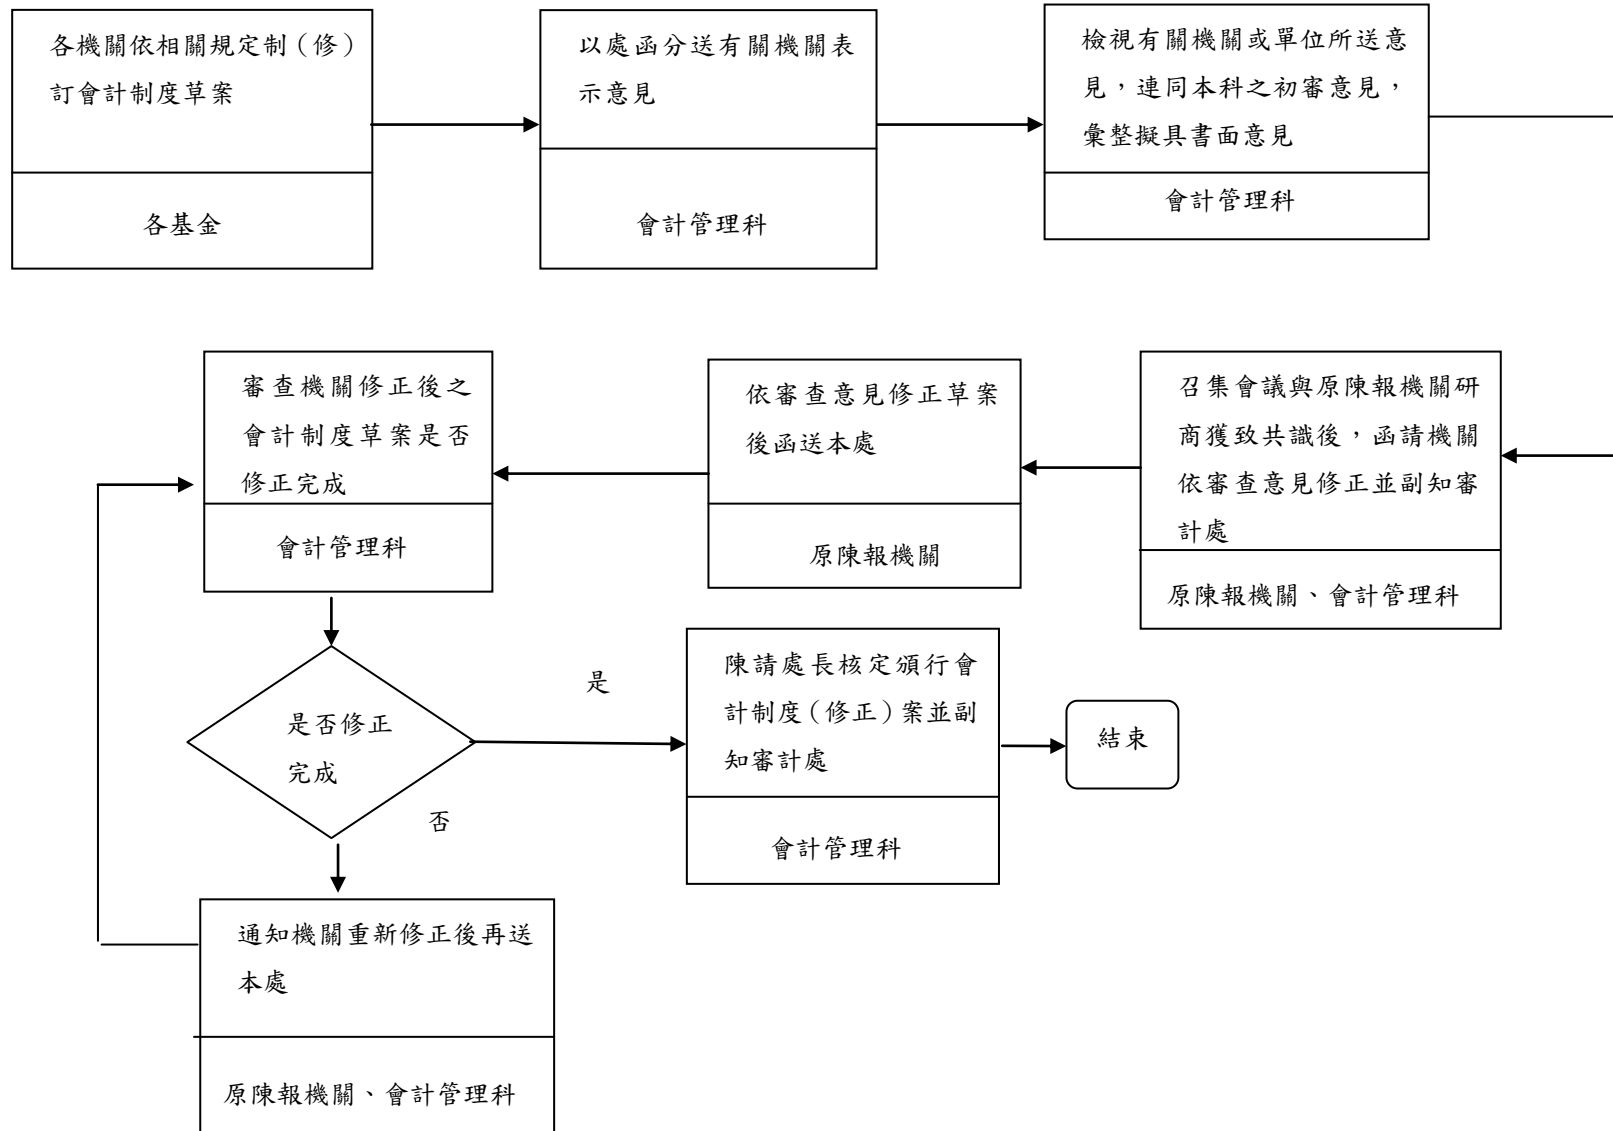 各機關依相關規定制（修）
訂會計制度草案
各基金
以處函分送有關機關表
示意見
會計管理科
檢視有關機關或單位所送意
見，連同本科之初審意見，
彙整擬具書面意見
會計管理科
召集會議與原陳報機關研
商獲致共識後，函請機關
依審查意見修正並副知審
計處
原陳報機關、會計管理科
依審查意見修正草案
後函送本處
原陳報機關
審查機關修正後之
會計制度草案是否
修正完成
會計管理科
是否修正
完成
是
否
陳請處長核定頒行會
計制度（修正）案並副
知審計處
會計管理科
結束
通知機關重新修正後再送
本處
原陳報機關、會計管理科